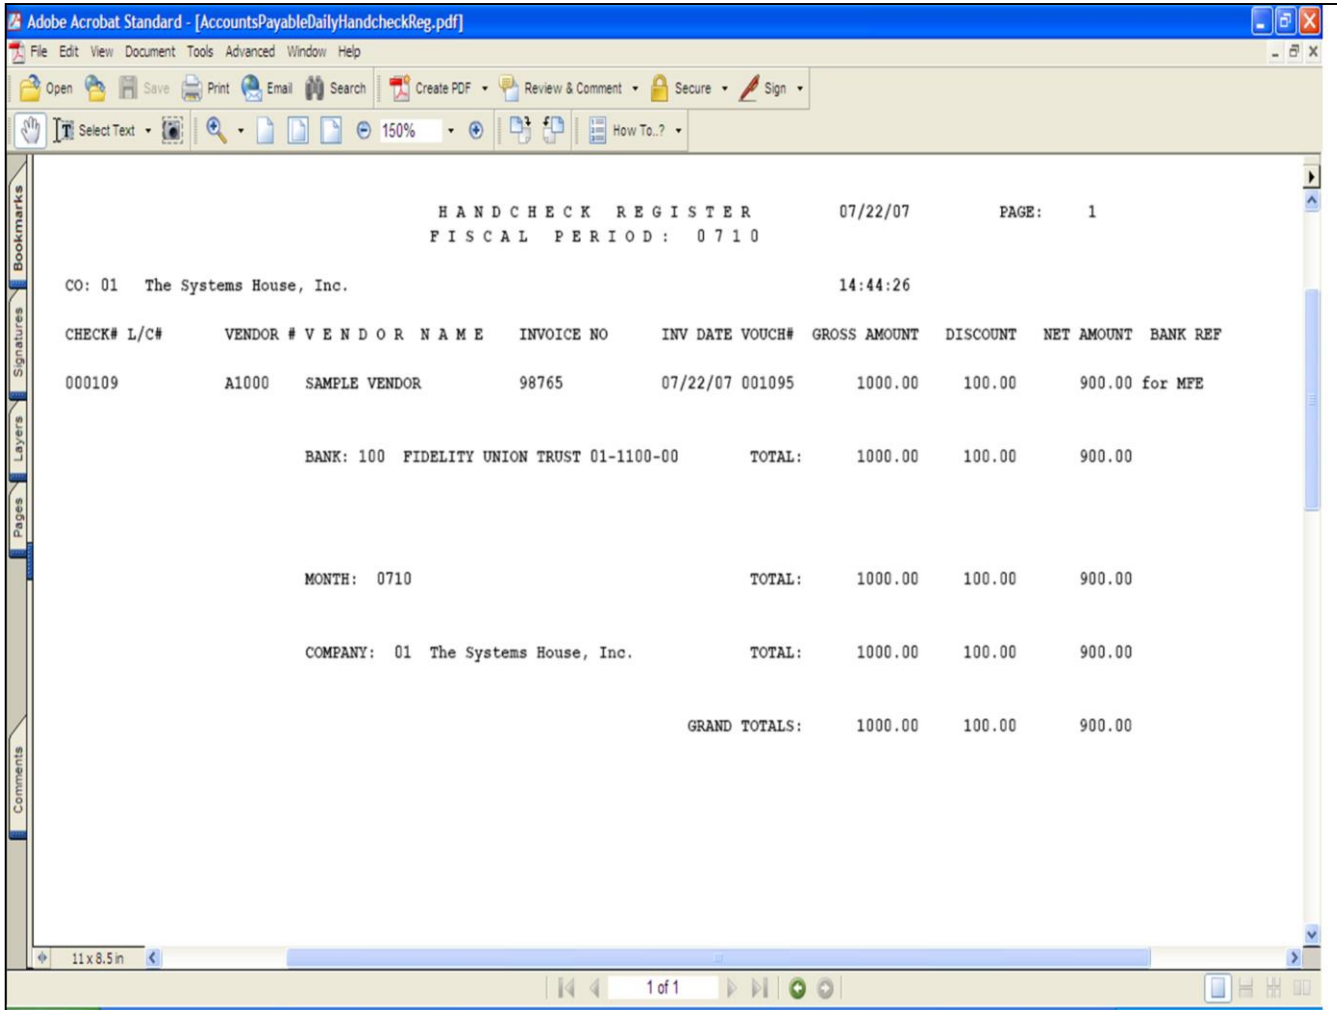 Adobe Acrobat Standard - [AccountsPayableDailyHandcheckReg.pdf]
File Edit View Document Tools Advanced Window Help
Open Save Print Email Search Create PDF Review & Comment Secure Sign
Select Text 150% How To..?
Bookmarks
Signatures
Layers
Pages
Comments
H A N D C H E C K R E G I S T E R 07/22/07 PAGE: 1
F I S C A L P E R I O D : 0 7 1 0
CO: 01 The Systems House, Inc. 14:44:26
CHECK# L/C# VENDOR # V E N D O R N A M E INVOICE NO INV DATE VOUCH# GROSS AMOUNT DISCOUNT NET AMOUNT BANK REF
000109 A1000 SAMPLE VENDOR 98765 07/22/07 001095 1000.00 100.00 900.00 for MFE
BANK: 100 FIDELITY UNION TRUST 01-1100-00 TOTAL: 1000.00 100.00 900.00
MONTH: 0710 TOTAL: 1000.00 100.00 900.00
COMPANY: 01 The Systems House, Inc. TOTAL: 1000.00 100.00 900.00
GRAND TOTALS: 1000.00 100.00 900.00
11 x 8.5 in
1 of 1